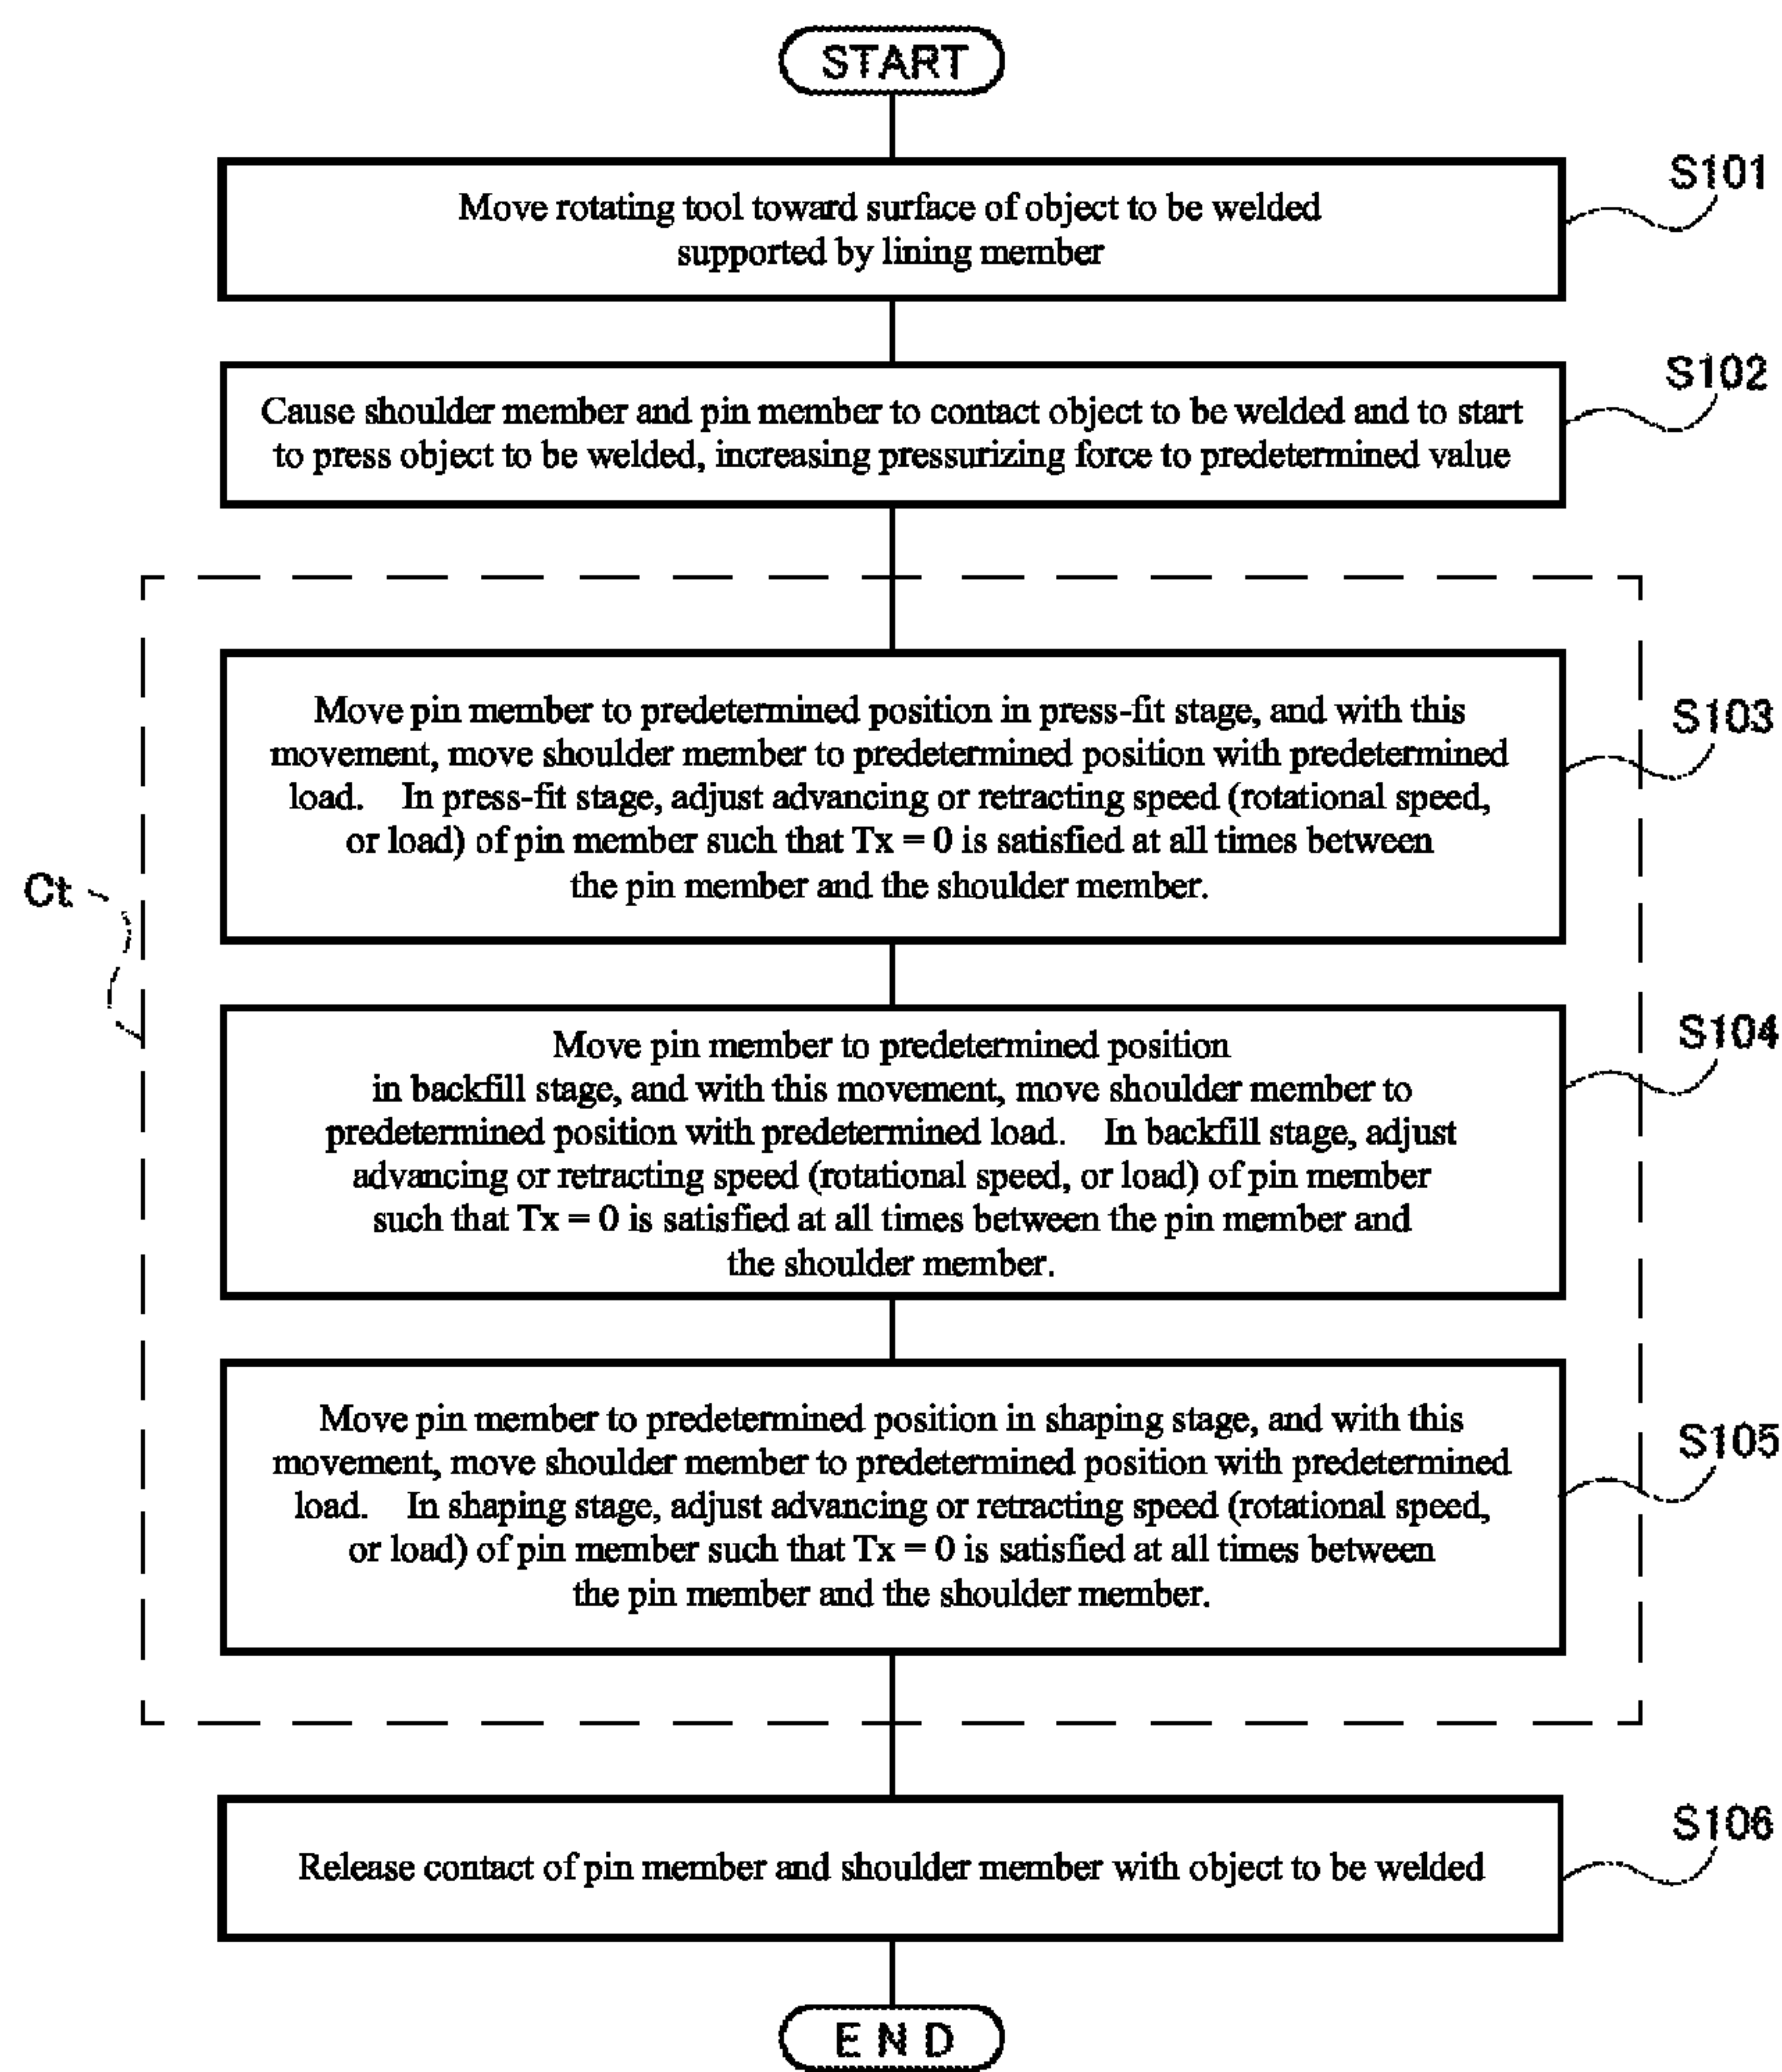 START
Move rotating tool toward surface of object to be welded
supported by lining member
S101
Cause shoulder member and pin member to contact object to be welded and to start
to press object to be welded, increasing pressurizing force to predetermined value
S102
Ct
Move pin member to predetermined position in press-fit stage, and with this
movement, move shoulder member to predetermined position with predetermined
load. In press-fit stage, adjust advancing or retracting speed (rotational speed,
or load) of pin member such that Tx = 0 is satisfied at all times between
the pin member and the shoulder member.
S103
Move pin member to predetermined position
in backfill stage, and with this movement, move shoulder member to
predetermined position with predetermined load. In backfill stage, adjust
advancing or retracting speed (rotational speed, or load) of pin member
such that Tx = 0 is satisfied at all times between the pin member and
the shoulder member.
S104
Move pin member to predetermined position in shaping stage, and with this
movement, move shoulder member to predetermined position with predetermined
load. In shaping stage, adjust advancing or retracting speed (rotational speed,
or load) of pin member such that Tx = 0 is satisfied at all times between
the pin member and the shoulder member.
S105
Release contact of pin member and shoulder member with object to be welded
S106
END